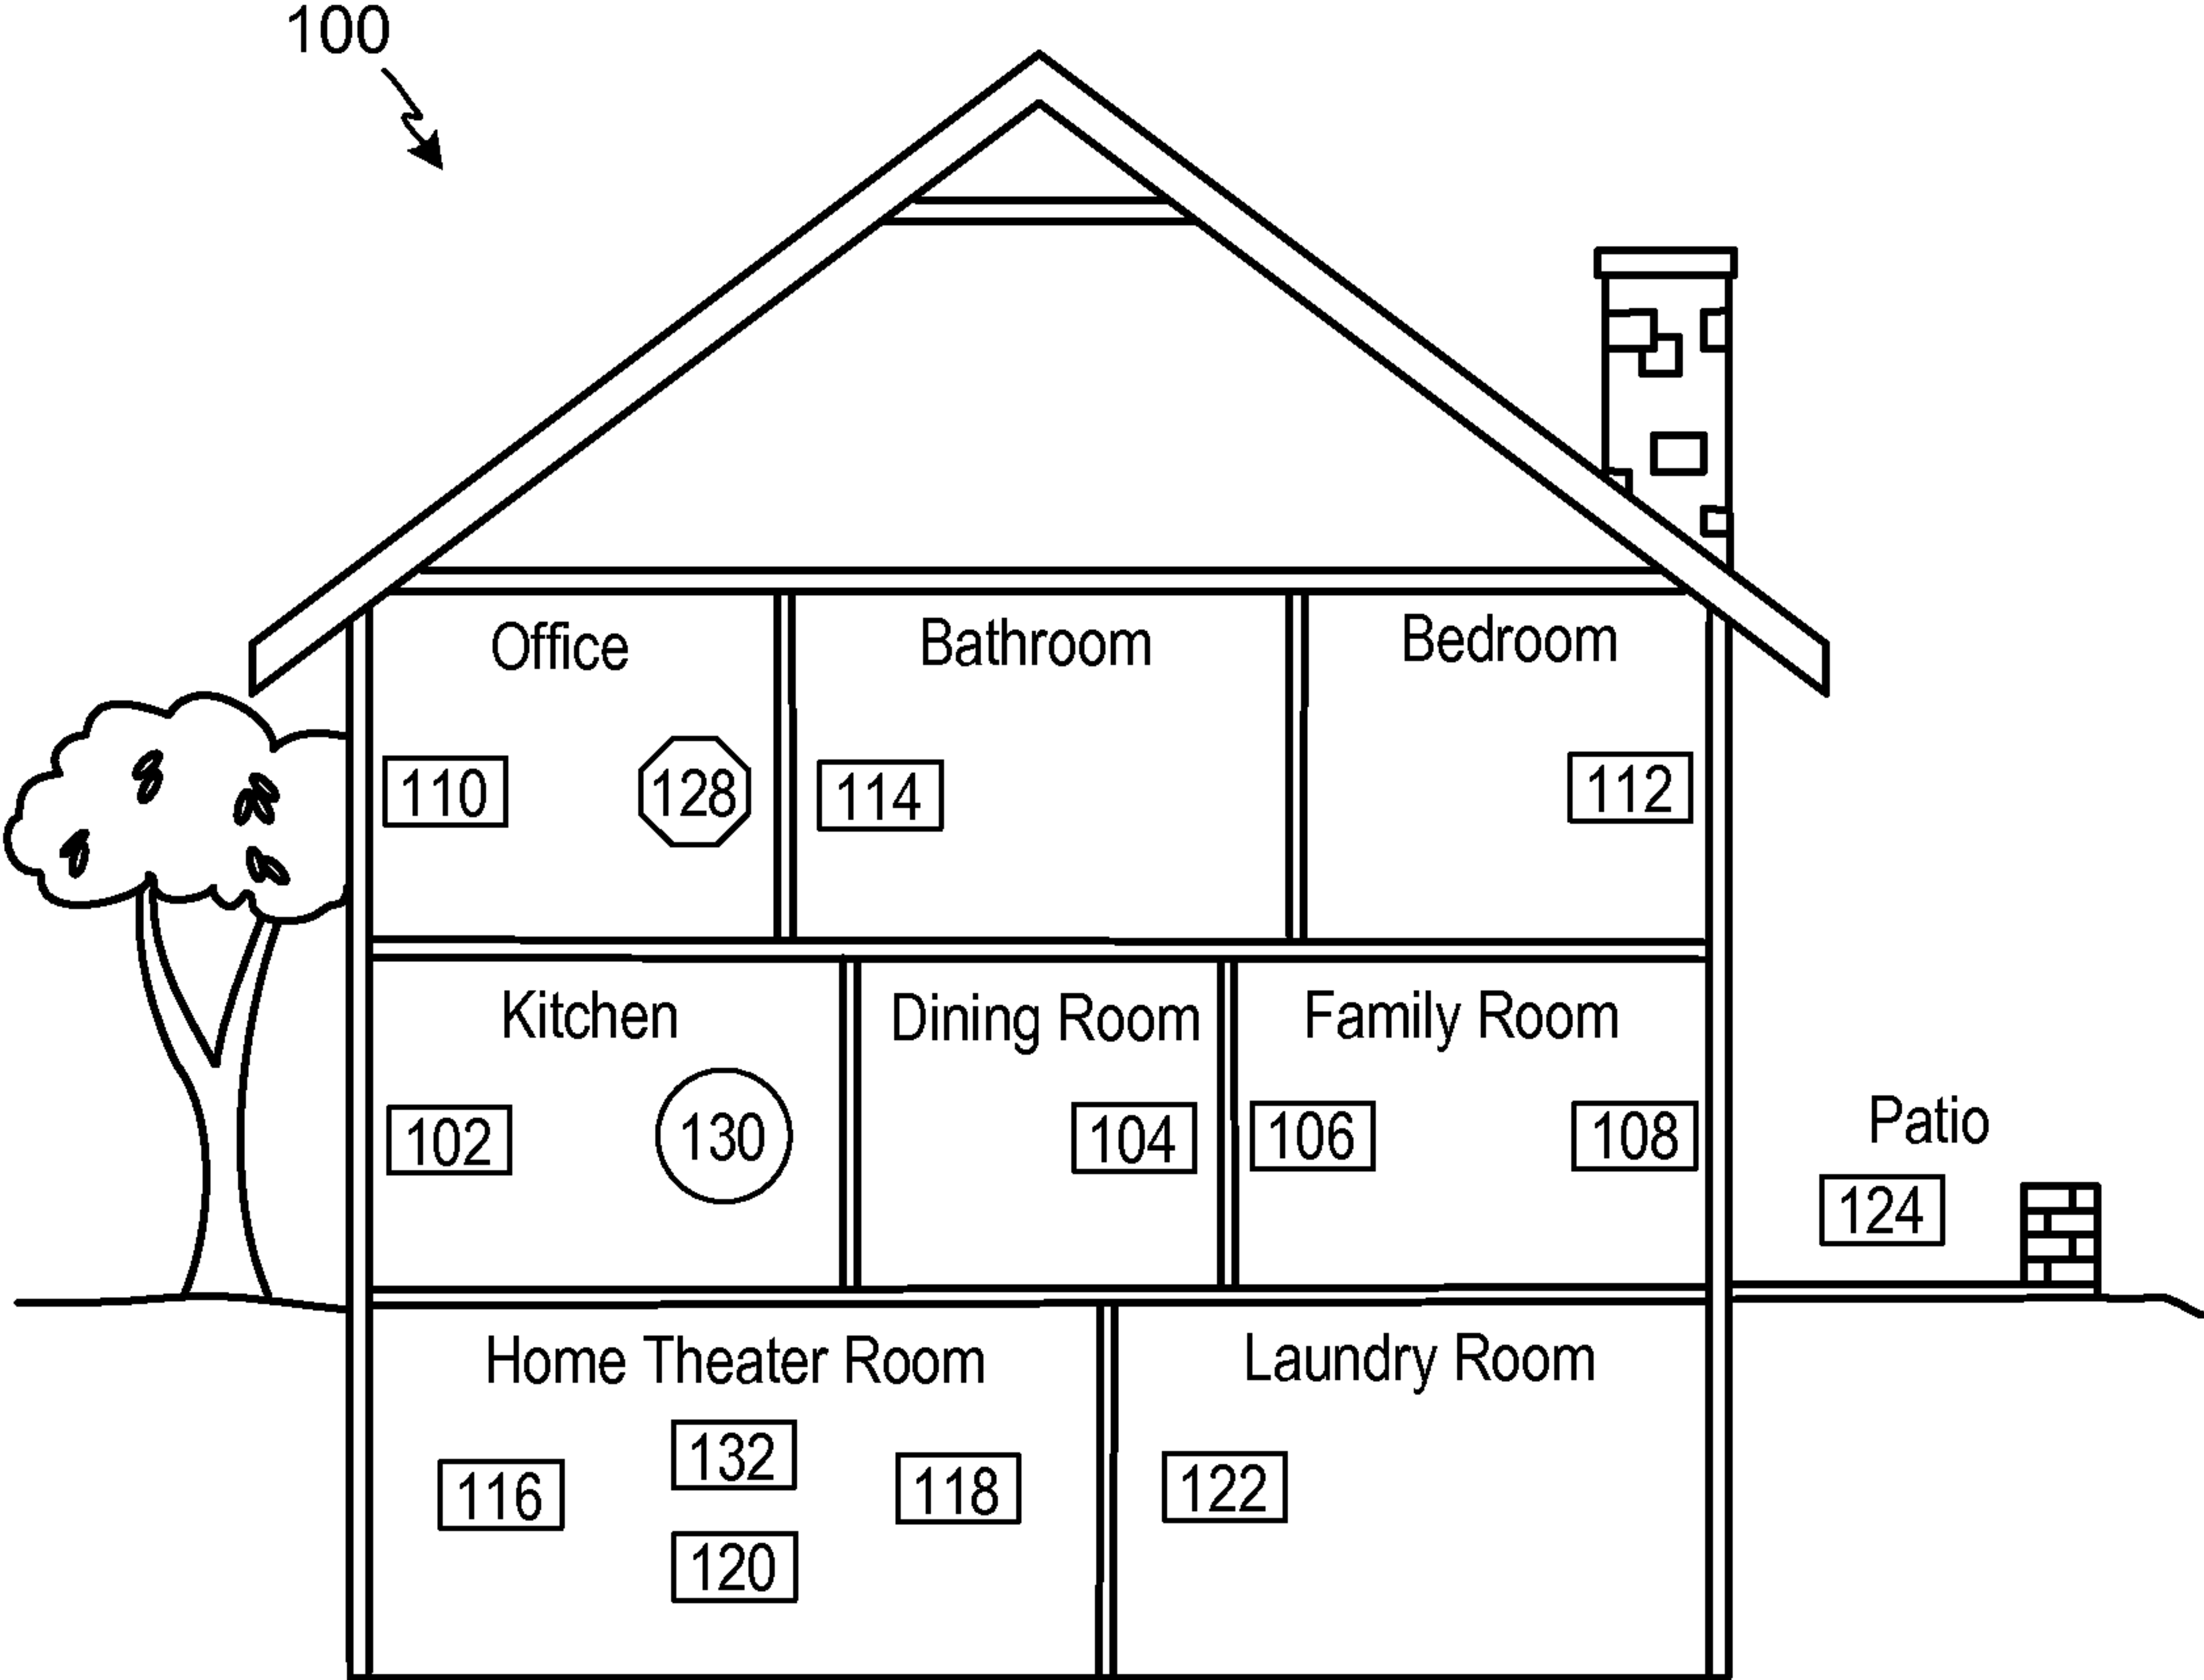 100
Office
Bathroom
Bedroom
110
128
114
112
Kitchen
Dining Room
Family Room
102
130
104
106
108
Patio
124
Home Theater Room
Laundry Room
116
132
118
120
122